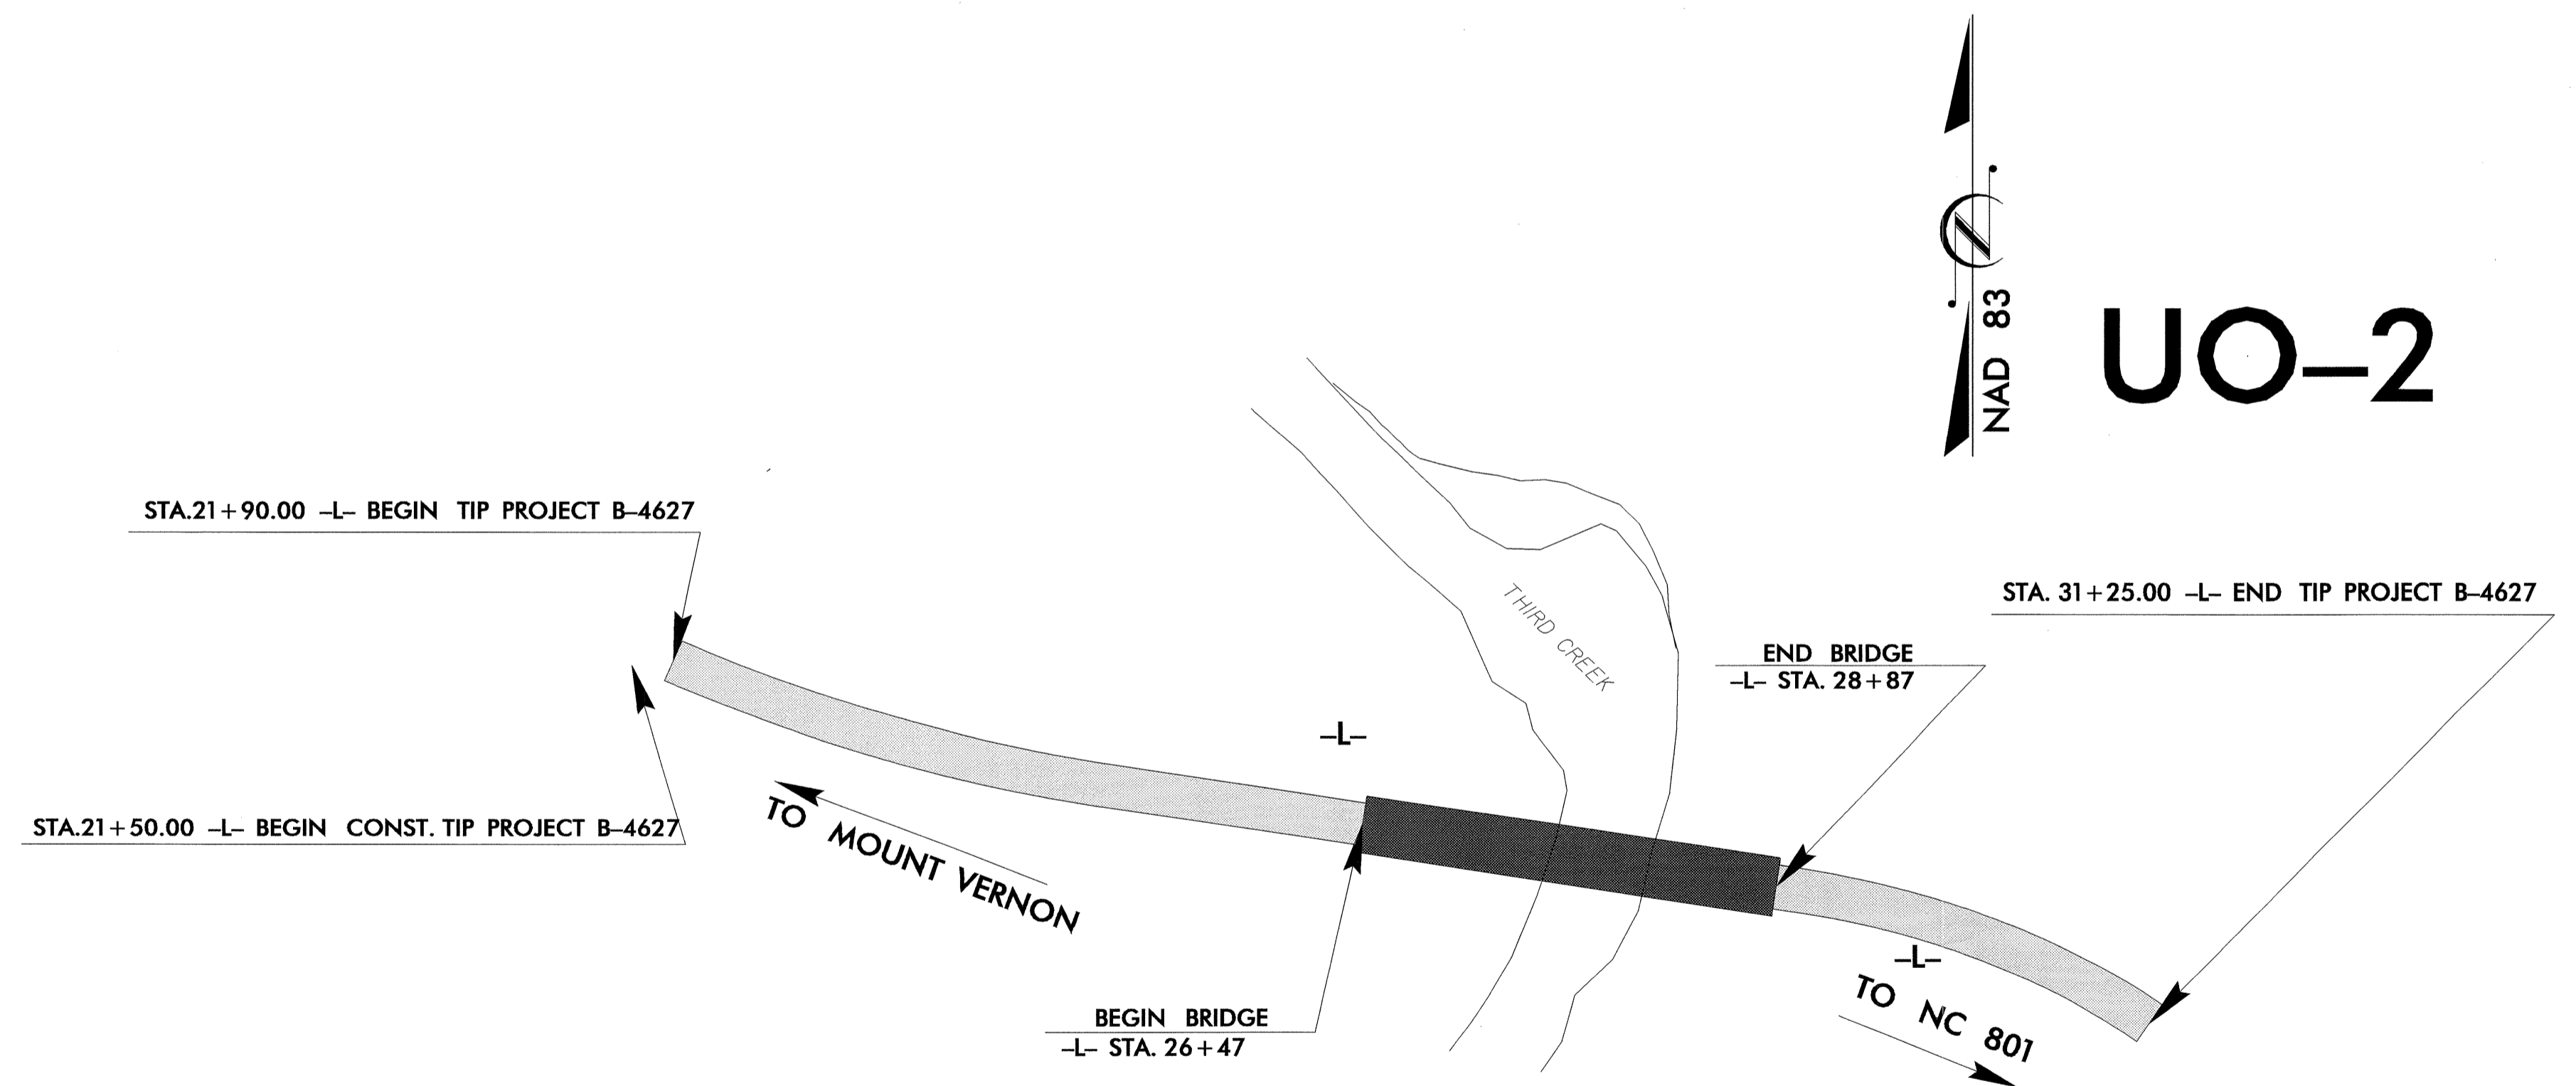 NAD 83
UO–2
STA.21+90.00 –L– BEGIN TIP PROJECT B–4627
STA. 31+25.00 –L– END TIP PROJECT B–4627
THIRD CREEK
END BRIDGE
–L– STA. 28+87
–L–
STA.21+50.00 –L– BEGIN CONST. TIP PROJECT B–4627
TO MOUNT VERNON
–L–
TO NC 801
BEGIN BRIDGE
–L– STA. 26+47